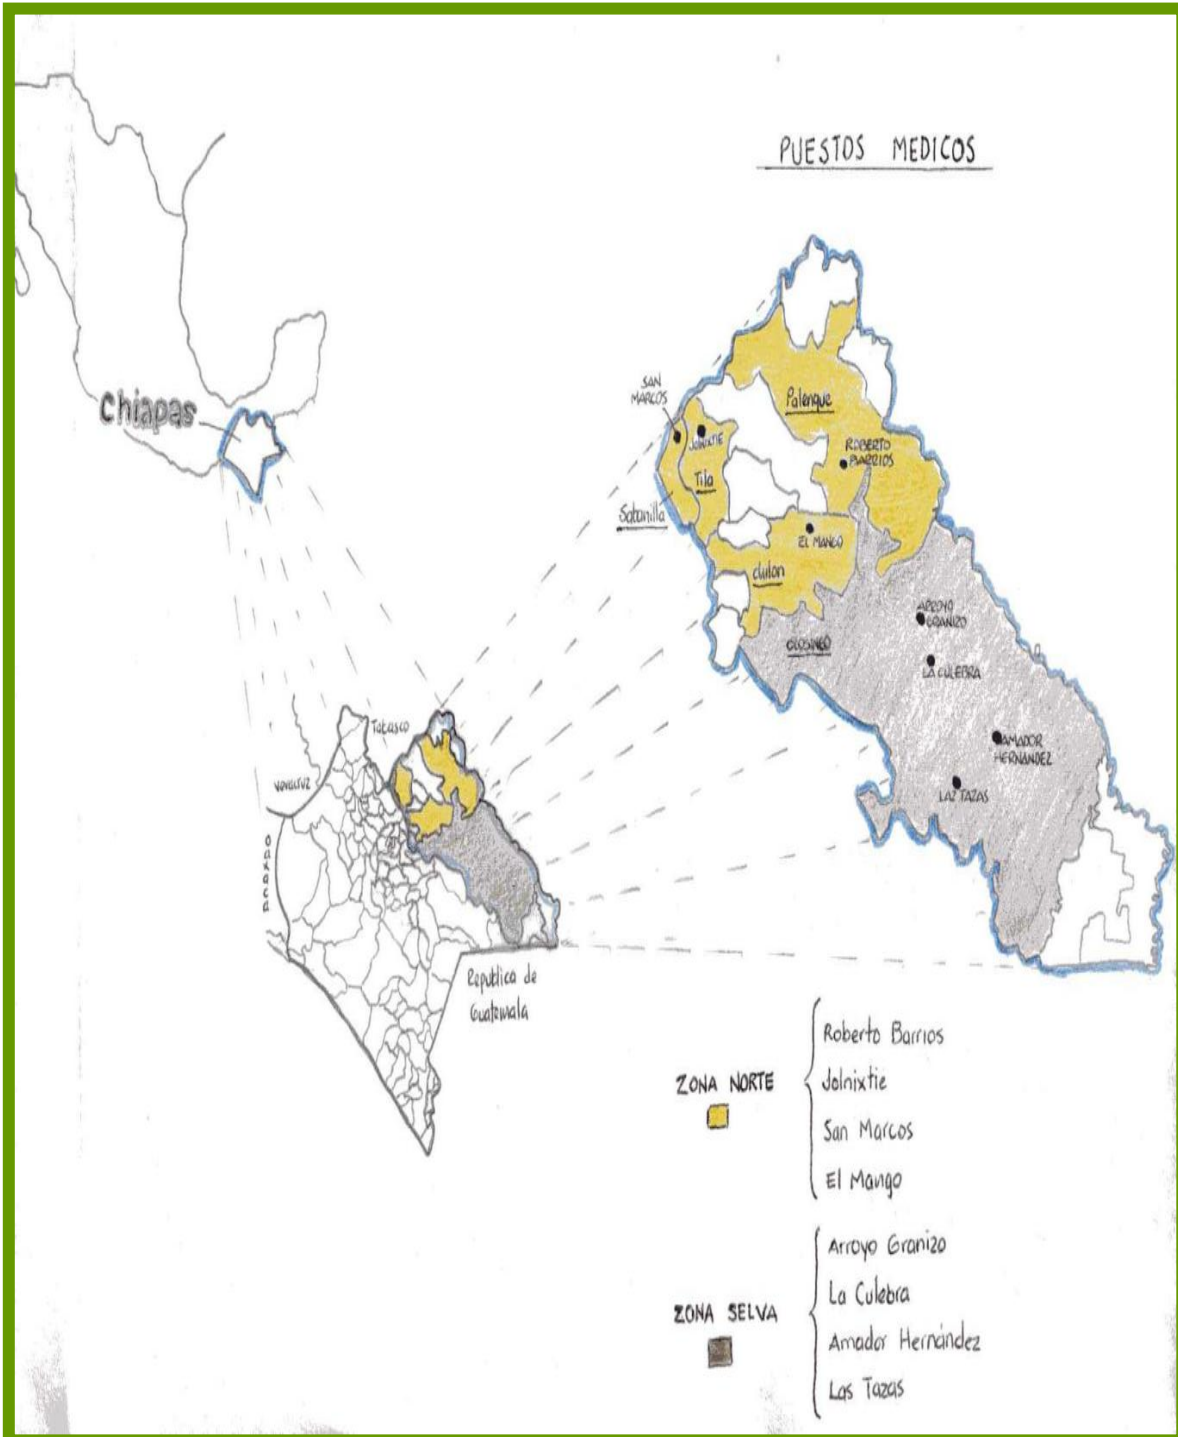 PUESTOS MEDICOS
Chiapas
SAN
MARCOS
JOLNIXTIE
Tila
Sabanilla
Palenque
ROBERTO
BARRIOS
EL MANGO
chilon
OCOSINGO
ARROYO
GRANIZO
LA CULEBRA
AMADOR
HERNANDEZ
LAS TAZAS
Tabasco
Republica de
Guatemala
ZONA NORTE
Roberto Barrios
Jolnixtie
San Marcos
El Mango
ZONA SELVA
Arroyo Granizo
La Culebra
Amador Hernández
Las Tazas